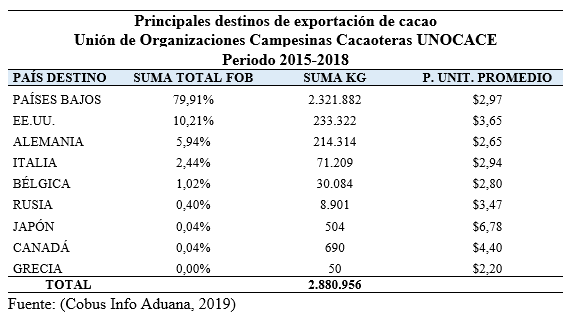 Principales destinos de exportación de cacao
Unión de Organizaciones Campesinas Cacaoteras UNOCACE
Periodo 2015-2018
PAÍS DESTINO SUMA TOTAL FOB SUMA KG P. UNIT. PROMEDIO
PAÍSES BAJOS 79,91% 2.321.882 $2,97
EE.UU. 10,21% 233.322 $3,65
ALEMANIA 5,94% 214.314 $2,65
ITALIA 2,44% 71.209 $2,94
BÉLGICA 1,02% 30.084 $2,80
RUSIA 0,40% 8.901 $3,47
JAPÓN 0,04% 504 $6,78
CANADÁ 0,04% 690 $4,40
GRECIA 0,00% 50 $2,20
TOTAL 2.880.956
Fuente: (Cobus Info Aduana, 2019)